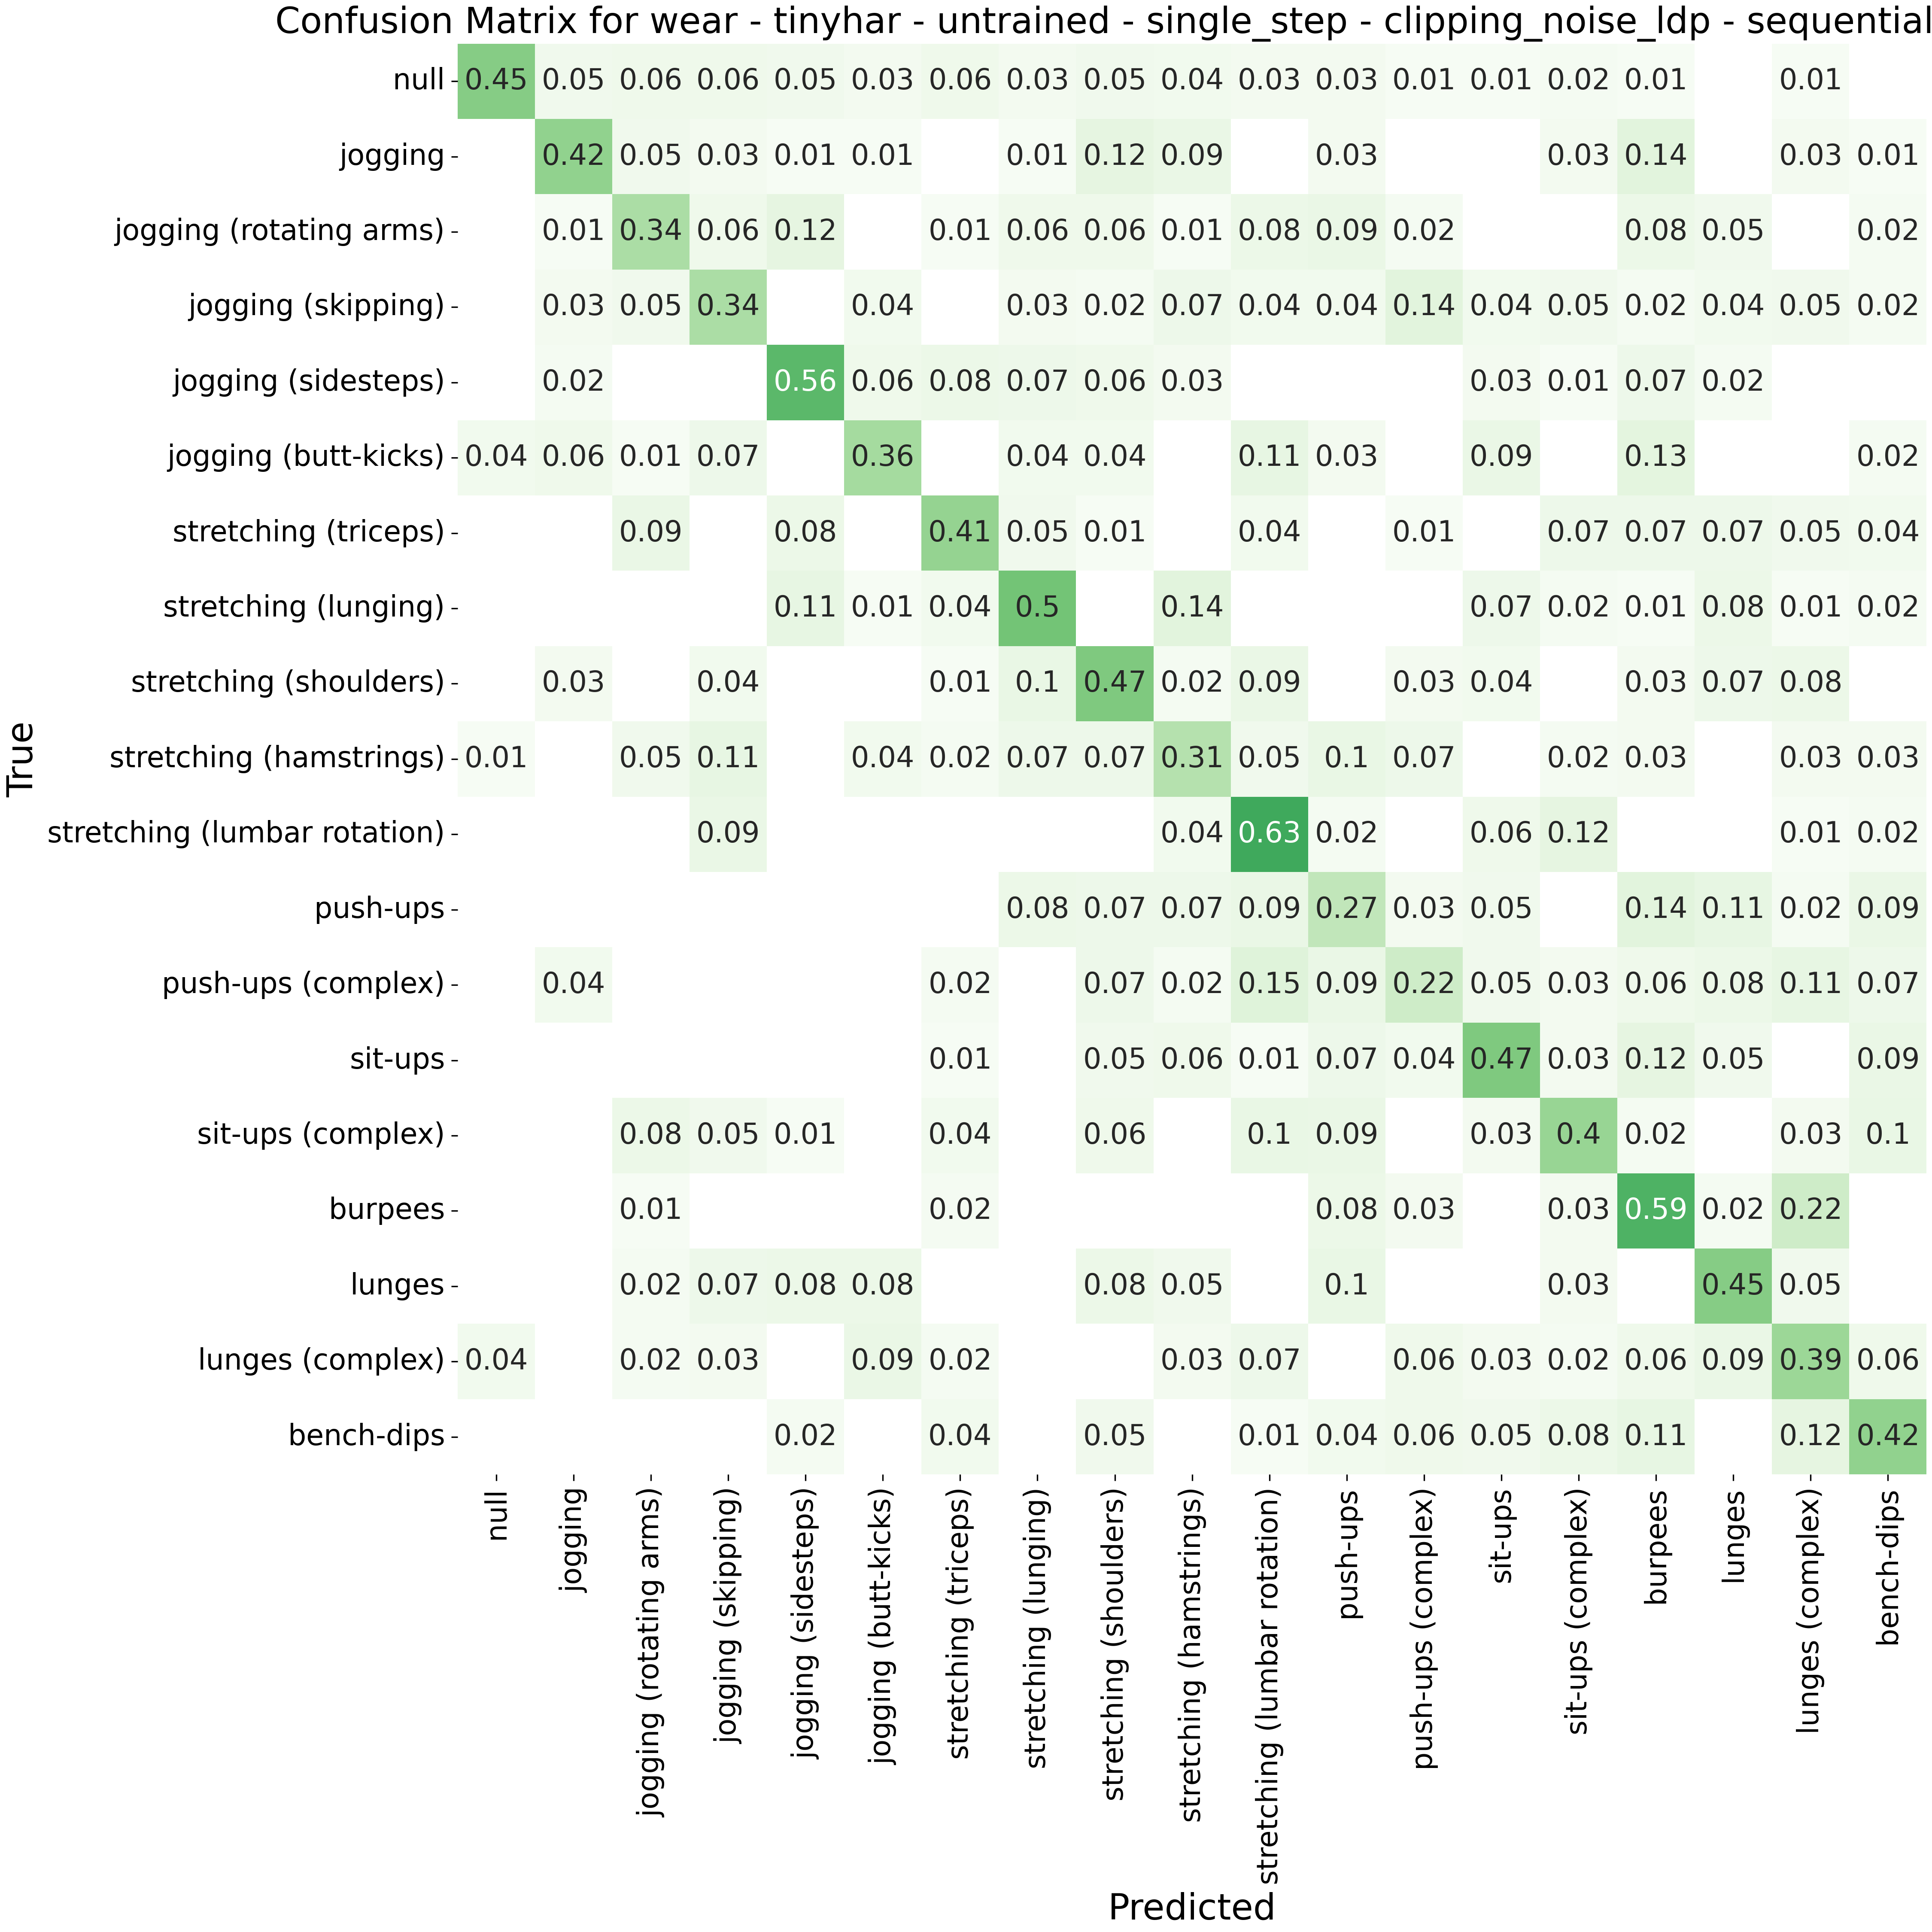 Confusion Matrix for wear - tinyhar - untrained - single_step - clipping_noise_ldp - sequential
True
null 0.45 0.05 0.06 0.06 0.05 0.03 0.06 0.03 0.05 0.04 0.03 0.03 0.01 0.01 0.02 0.01 0.01
jogging 0.42 0.05 0.03 0.01 0.01 0.01 0.12 0.09 0.03 0.03 0.14 0.03 0.01
jogging (rotating arms) 0.01 0.34 0.06 0.12 0.01 0.06 0.06 0.01 0.08 0.09 0.02 0.08 0.05 0.02
jogging (skipping) 0.03 0.05 0.34 0.04 0.03 0.02 0.07 0.04 0.04 0.14 0.04 0.05 0.02 0.04 0.05 0.02
jogging (sidesteps) 0.02 0.56 0.06 0.08 0.07 0.06 0.03 0.03 0.01 0.07 0.02
jogging (butt-kicks) 0.04 0.06 0.01 0.07 0.36 0.04 0.04 0.11 0.03 0.09 0.13 0.02
stretching (triceps) 0.09 0.08 0.41 0.05 0.01 0.04 0.01 0.07 0.07 0.07 0.05 0.04
stretching (lunging) 0.11 0.01 0.04 0.5 0.14 0.07 0.02 0.01 0.08 0.01 0.02
stretching (shoulders) 0.03 0.04 0.01 0.1 0.47 0.02 0.09 0.03 0.04 0.03 0.07 0.08
stretching (hamstrings) 0.01 0.05 0.11 0.04 0.02 0.07 0.07 0.31 0.05 0.1 0.07 0.02 0.03 0.03 0.03
stretching (lumbar rotation) 0.09 0.04 0.63 0.02 0.06 0.12 0.01 0.02
push-ups 0.08 0.07 0.07 0.09 0.27 0.03 0.05 0.14 0.11 0.02 0.09
push-ups (complex) 0.04 0.02 0.07 0.02 0.15 0.09 0.22 0.05 0.03 0.06 0.08 0.11 0.07
sit-ups 0.01 0.05 0.06 0.01 0.07 0.04 0.47 0.03 0.12 0.05 0.09
sit-ups (complex) 0.08 0.05 0.01 0.04 0.06 0.1 0.09 0.03 0.4 0.02 0.03 0.1
burpees 0.01 0.02 0.08 0.03 0.03 0.59 0.02 0.22
lunges 0.02 0.07 0.08 0.08 0.08 0.05 0.1 0.03 0.45 0.05
lunges (complex) 0.04 0.02 0.03 0.09 0.02 0.03 0.07 0.06 0.03 0.02 0.06 0.09 0.39 0.06
bench-dips 0.02 0.04 0.05 0.01 0.04 0.06 0.05 0.08 0.11 0.12 0.42
null
jogging
jogging (rotating arms)
jogging (skipping)
jogging (sidesteps)
jogging (butt-kicks)
stretching (triceps)
stretching (lunging)
stretching (shoulders)
stretching (hamstrings)
stretching (lumbar rotation)
push-ups
push-ups (complex)
sit-ups
sit-ups (complex)
burpees
lunges
lunges (complex)
bench-dips
Predicted